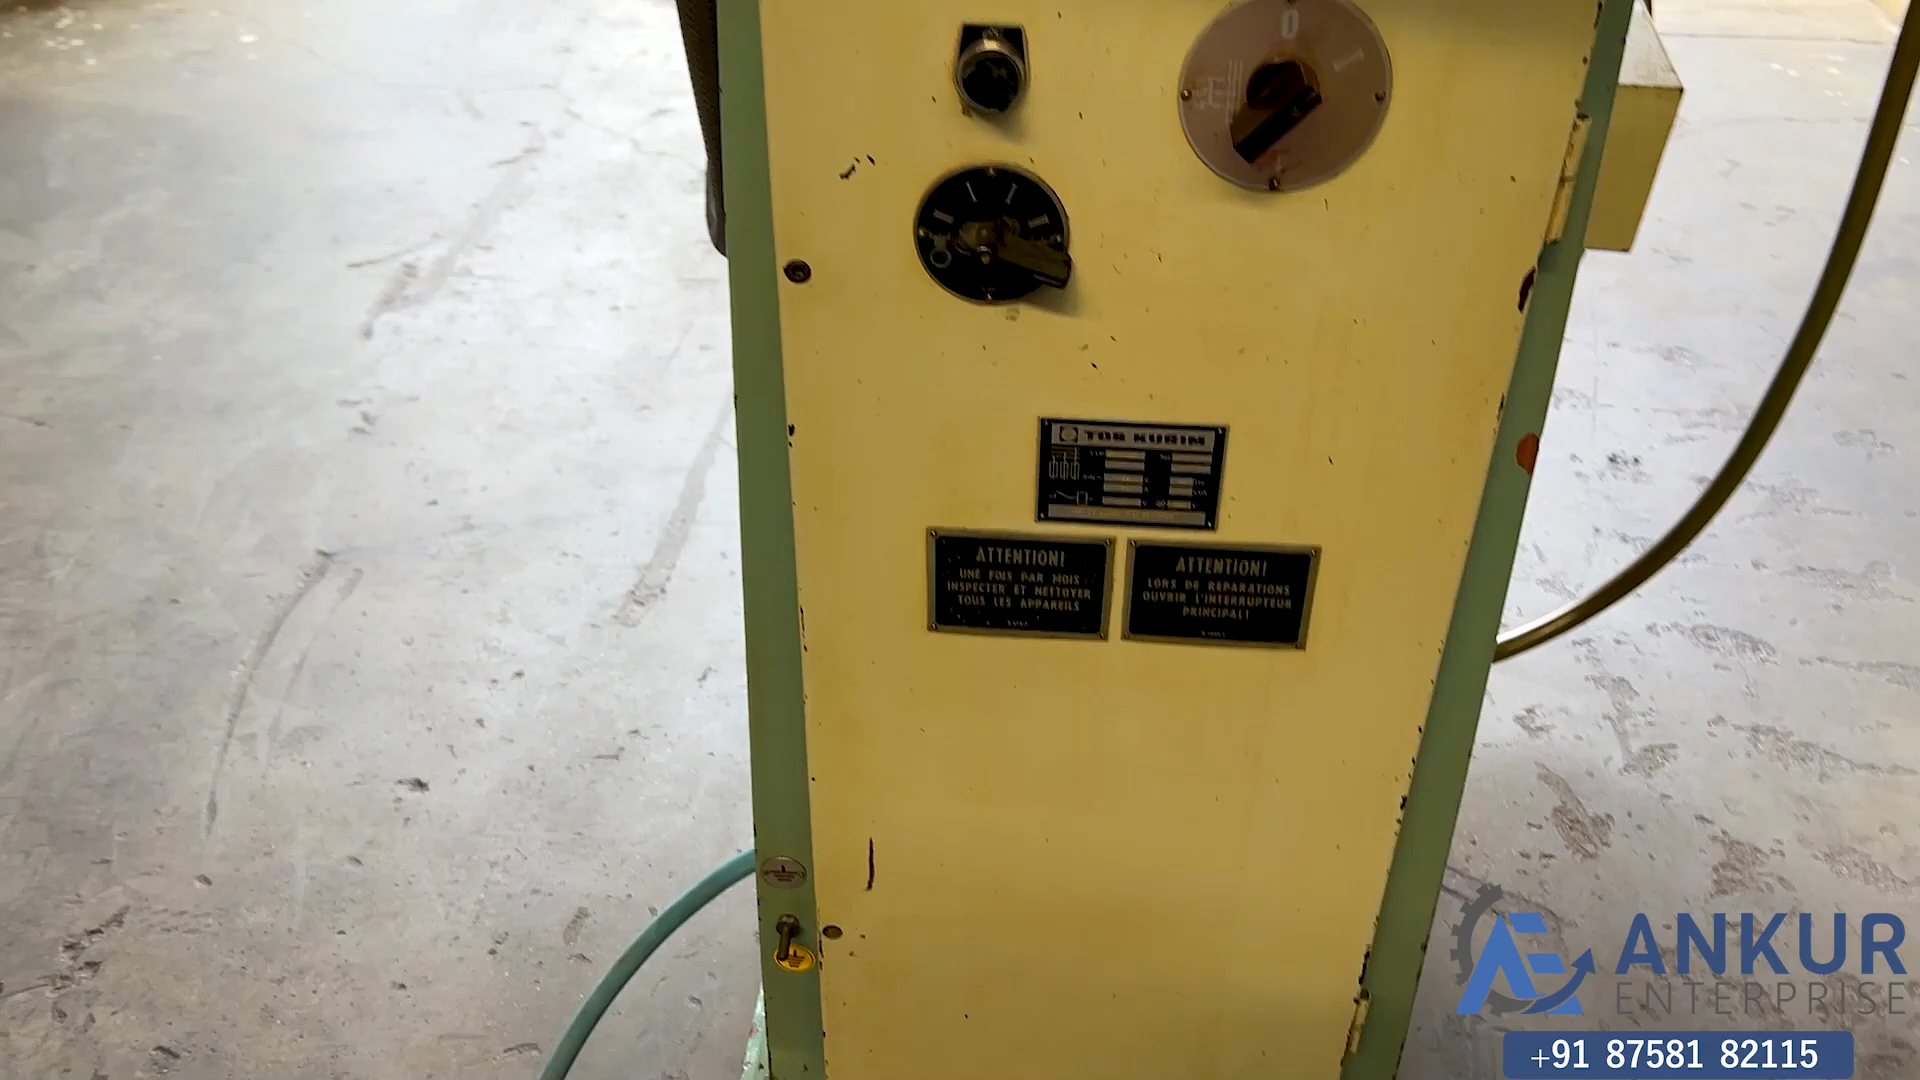 O
I
TOS KURIM
ATTENTION!
UNE FOIS PAR MOIS
INSPECTER ET NETTOYER
TOUS LES APPAREILS
ATTENTION!
LORS DE REPARATIONS
OUVRIR L'INTERRUPTEUR
PRINCIPAL!
AE
ANKUR
ENTERPRISE
+91 87581 82115